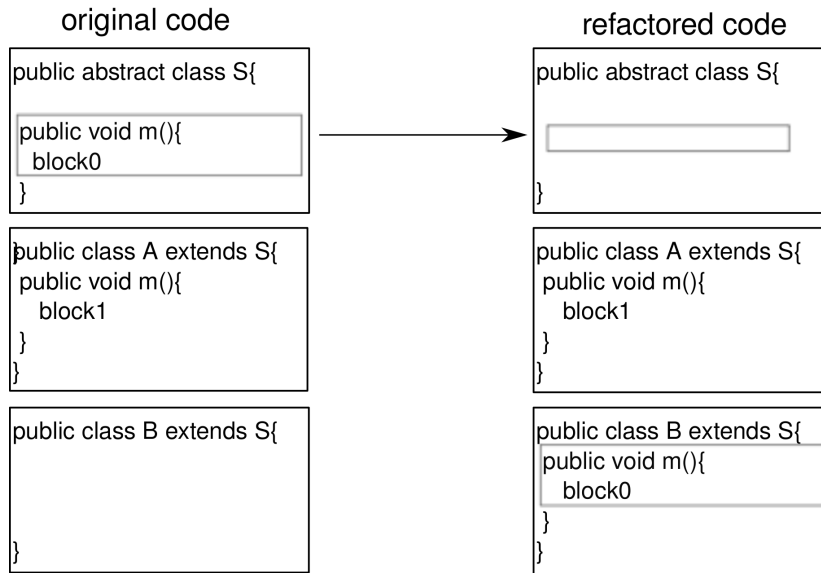 original code
public abstract class S{
public void m(){
block0
}
}
public class A extends S{
public void m(){
block1
}
}
public class B extends S{
}
refactored code
public abstract class S{
}
public class A extends S{
public void m(){
block1
}
}
public class B extends S{
public void m(){
block0
}
}